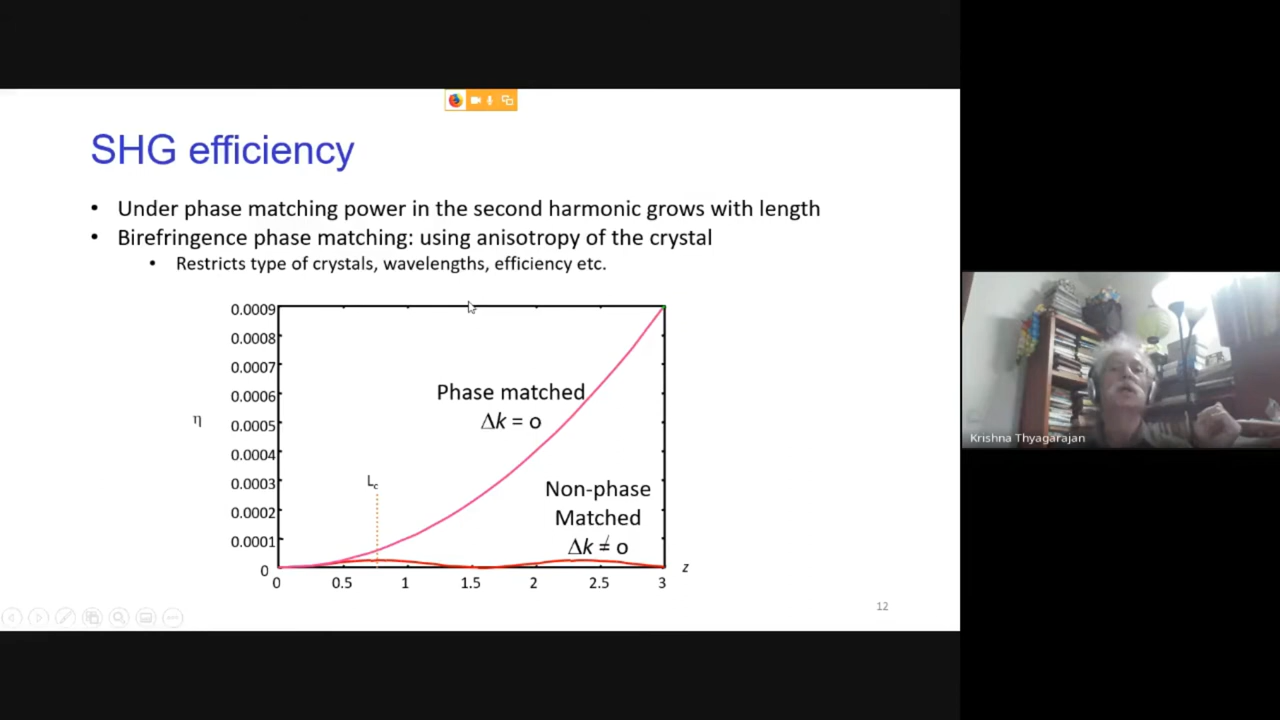 SHG efficiency
• Under phase matching power in the second harmonic grows with length
• Birefringence phase matching: using anisotropy of the crystal
• Restricts type of crystals, wavelengths, efficiency etc.
0.0009
0.0008
0.0007
0.0006
0.0005
0.0004
0.0003
0.0002
0.0001
0
η
Phase matched
Δk = 0
Lc
Non-phase
Matched
Δk ≠ 0
0 0.5 1 1.5 2 2.5 3
z
12
Krishna Thyagarajan